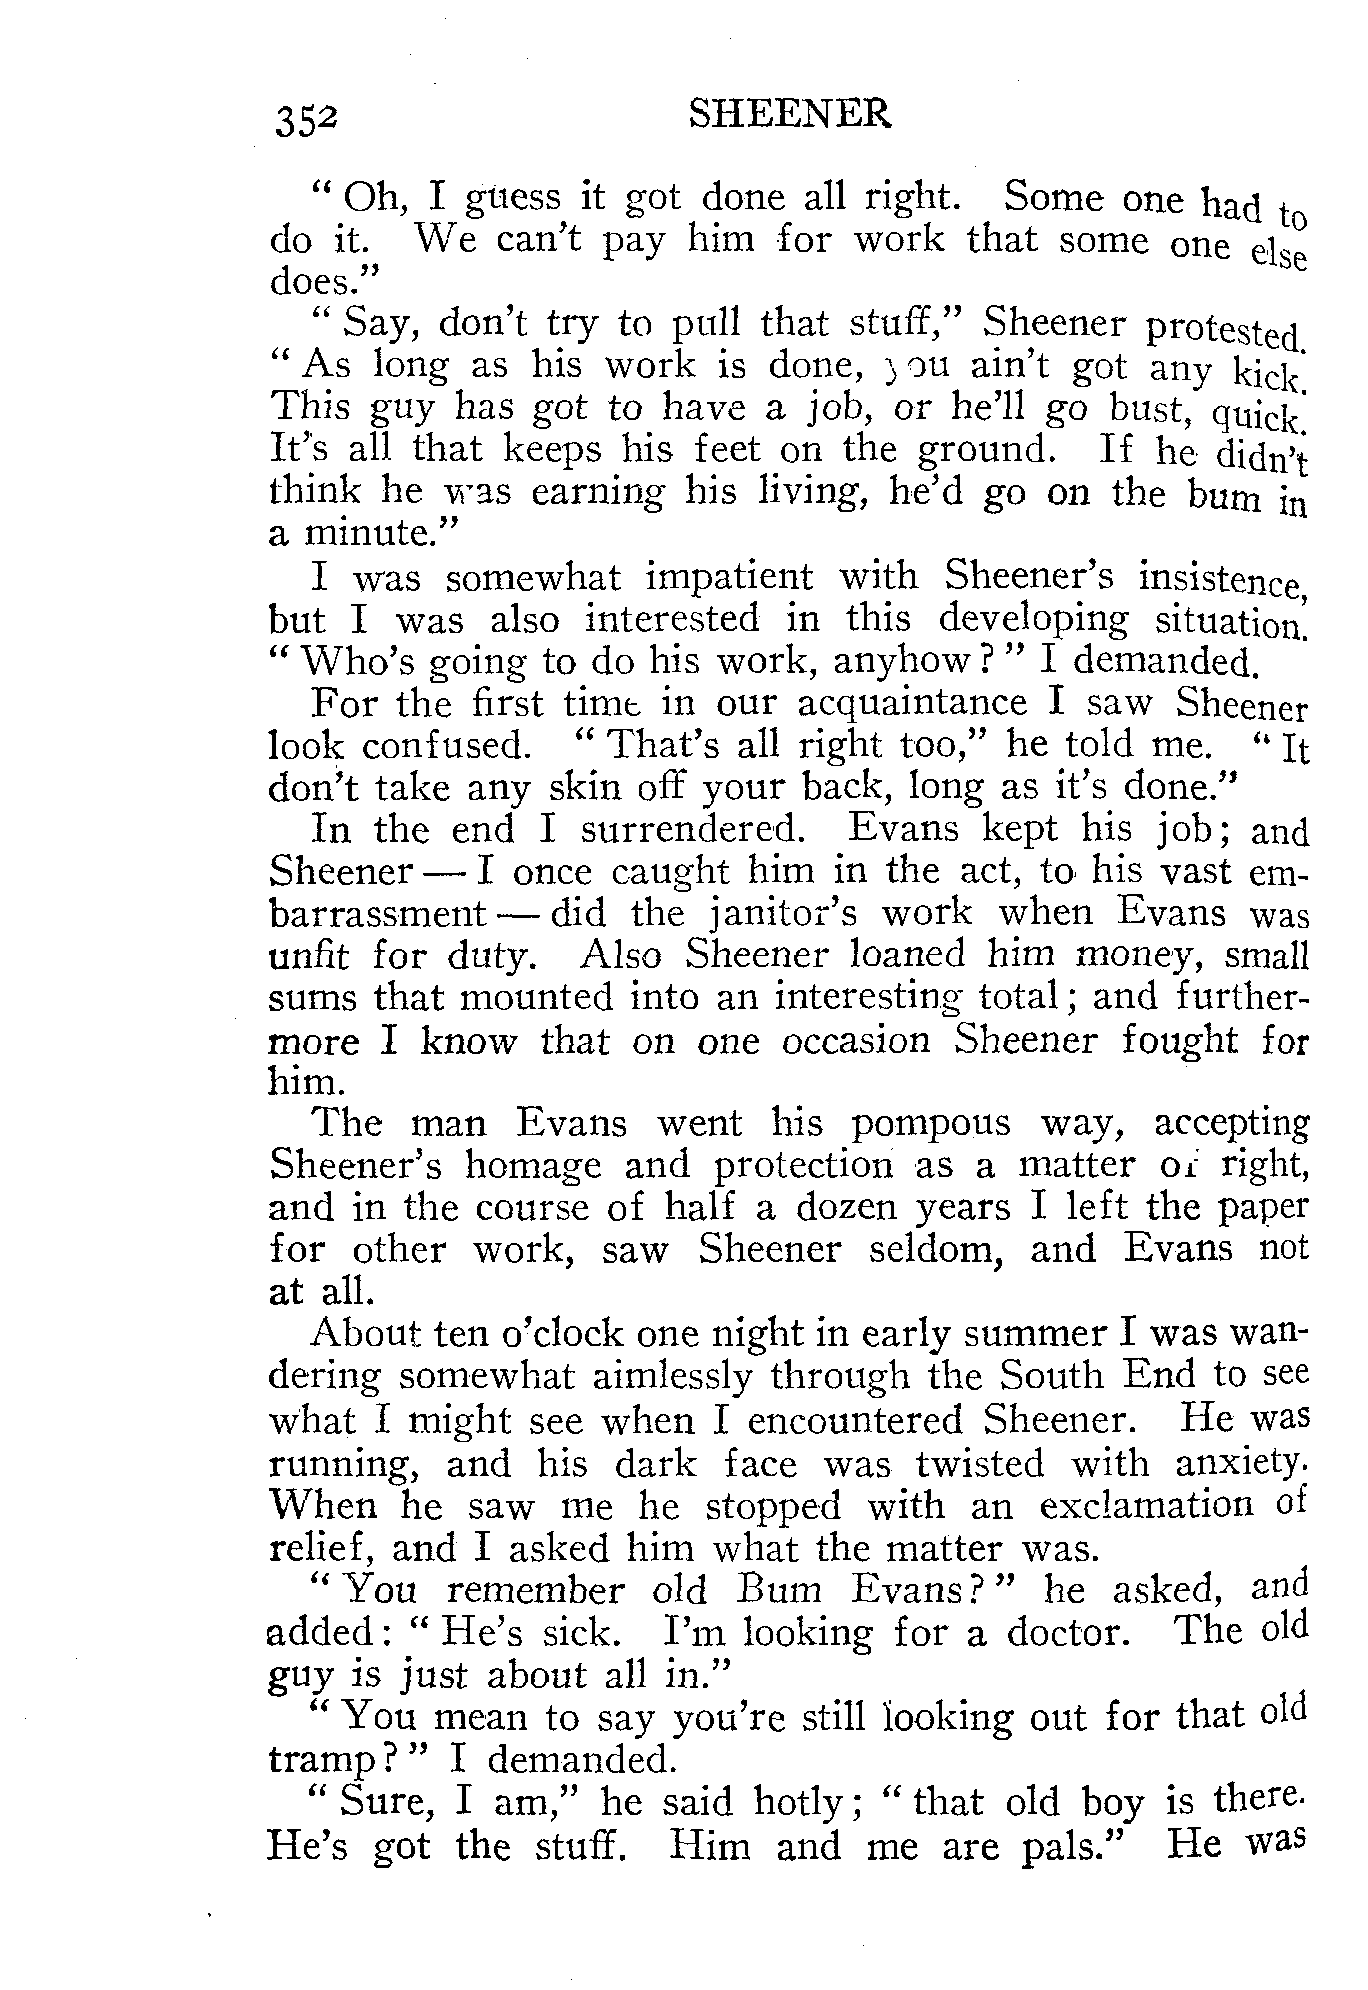 352 SHEENER
" Oh, I guess it got done all right. Some one had to
do it. We can't pay him for work that some one else
does."
" Say, don't try to pull that stuff," Sheener protested.
" As long as his work is done, you ain't got any kick.
This guy has got to have a job, or he'll go bust, quick.
It's all that keeps his feet on the ground. If he didn't
think he was earning his living, he'd go on the bum in
a minute."
I was somewhat impatient with Sheener's insistence,
but I was also interested in this developing situation.
" Who's going to do his work, anyhow? " I demanded.
For the first time in our acquaintance I saw Sheener
look confused. " That's all right too," he told me. " It
don't take any skin off your back, long as it's done."
In the end I surrendered. Evans kept his job; and
Sheener — I once caught him in the act, to his vast em-
barrassment — did the janitor's work when Evans was
unfit for duty. Also Sheener loaned him money, small
sums that mounted into an interesting total; and further-
more I know that on one occasion Sheener fought for
him.
The man Evans went his pompous way, accepting
Sheener's homage and protection as a matter of right,
and in the course of half a dozen years I left the paper
for other work, saw Sheener seldom, and Evans not
at all.
About ten o'clock one night in early summer I was wan-
dering somewhat aimlessly through the South End to see
what I might see when I encountered Sheener. He was
running, and his dark face was twisted with anxiety.
When he saw me he stopped with an exclamation of
relief, and I asked him what the matter was.
" You remember old Bum Evans? " he asked, and
added: " He's sick. I'm looking for a doctor. The old
guy is just about all in."
" You mean to say you're still looking out for that old
tramp? " I demanded.
" Sure, I am," he said hotly; " that old boy is there.
He's got the stuff. Him and me are pals." He was